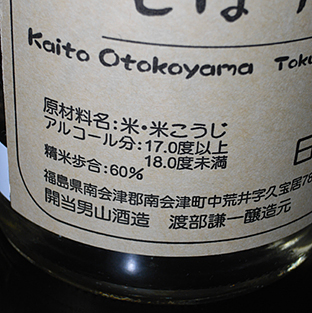 Kaito Otokoyama
原材料名:米・米こうじ
アルコール分:17.0度以上
18.0度未満
精米歩合:60%
福島県南会津郡南会津町中荒井字久宝居78
開当男山酒造 渡部謙一醸造元